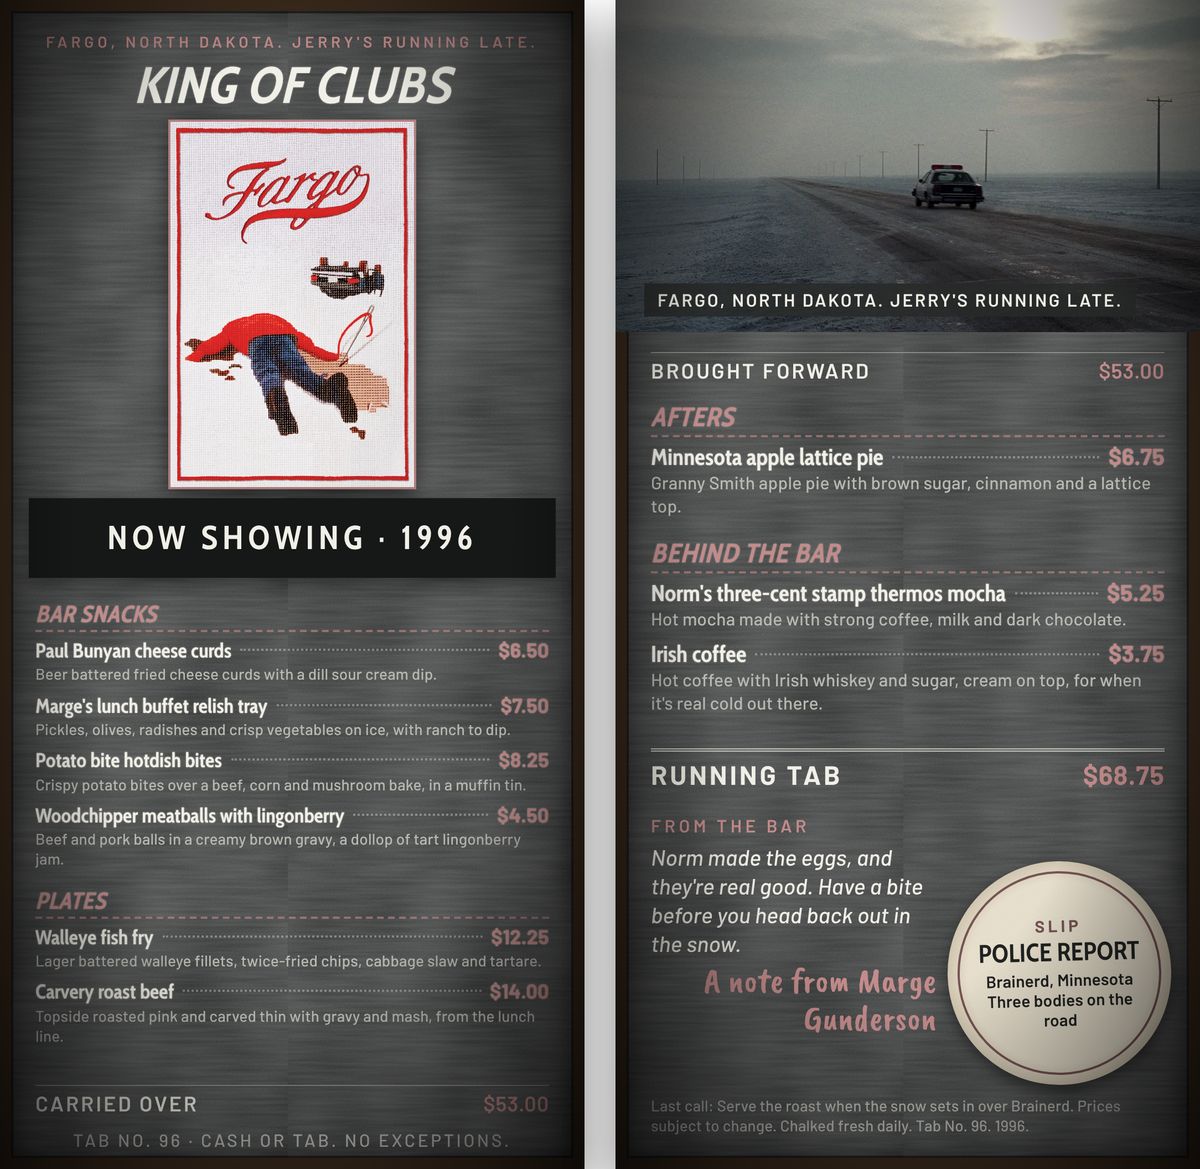 FARGO, NORTH DAKOTA. JERRY'S RUNNING LATE.
KING OF CLUBS
Fargo
NOW SHOWING · 1996
BAR SNACKS
Paul Bunyan cheese curds $6.50
Beer battered fried cheese curds with a dill sour cream dip.
Marge's lunch buffet relish tray $7.50
Pickles, olives, radishes and crisp vegetables on ice, with ranch to dip.
Potato bite hotdish bites $8.25
Crispy potato bites over a beef, corn and mushroom bake, in a muffin tin.
Woodchipper meatballs with lingonberry $4.50
Beef and pork balls in a creamy brown gravy, a dollop of tart lingonberry
jam.
PLATES
Walleye fish fry $12.25
Lager battered walleye fillets, twice-fried chips, cabbage slaw and tartare.
Carvery roast beef $14.00
Topside roasted pink and carved thin with gravy and mash, from the lunch
line.
CARRIED OVER $53.00
TAB NO. 96 · CASH OR TAB. NO EXCEPTIONS.
FARGO, NORTH DAKOTA. JERRY'S RUNNING LATE.
BROUGHT FORWARD $53.00
AFTERS
Minnesota apple lattice pie $6.75
Granny Smith apple pie with brown sugar, cinnamon and a lattice
top.
BEHIND THE BAR
Norm's three-cent stamp thermos mocha $5.25
Hot mocha made with strong coffee, milk and dark chocolate.
Irish coffee $3.75
Hot coffee with Irish whiskey and sugar, cream on top, for when
it's real cold out there.
RUNNING TAB $68.75
FROM THE BAR
Norm made the eggs, and
they're real good. Have a bite
before you head back out in
the snow.
A note from Marge
Gunderson
SLIP
POLICE REPORT
Brainerd, Minnesota
Three bodies on the
road
Last call: Serve the roast when the snow sets in over Brainerd. Prices
subject to change. Chalked fresh daily. Tab No. 96. 1996.